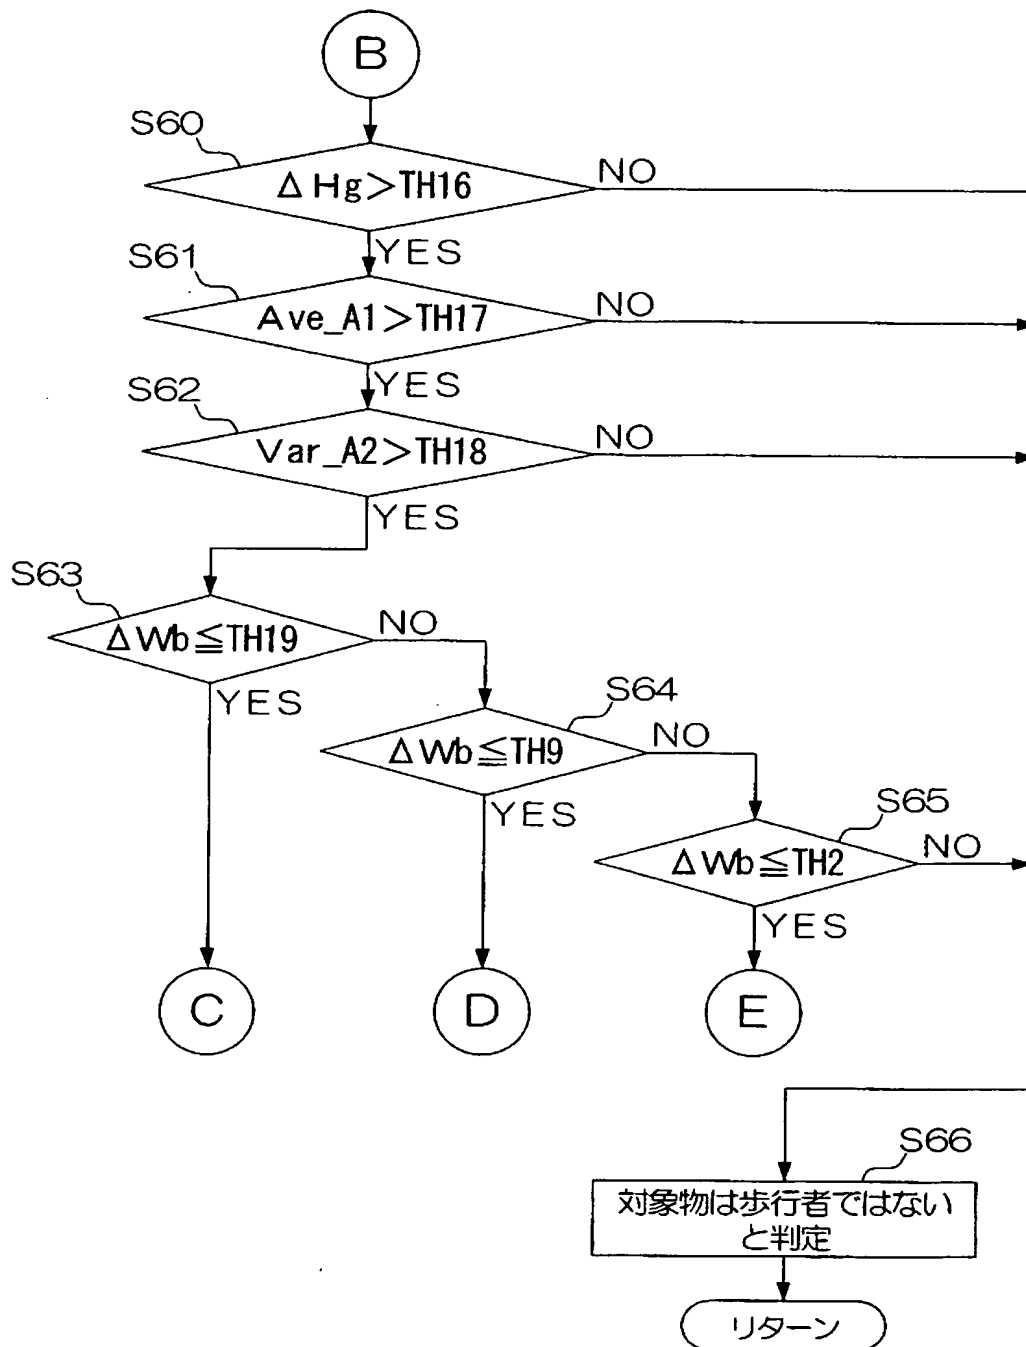 B
S60
ΔHg>TH16
NO
YES
S61
Ave_A1>TH17
NO
YES
S62
Var_A2>TH18
NO
YES
S63
ΔWb≦TH19
NO
YES
S64
ΔWb≦TH9
NO
YES
S65
ΔWb≦TH2
NO
YES
C
D
E
S66
対象物は歩行者ではない
と判定
リターン